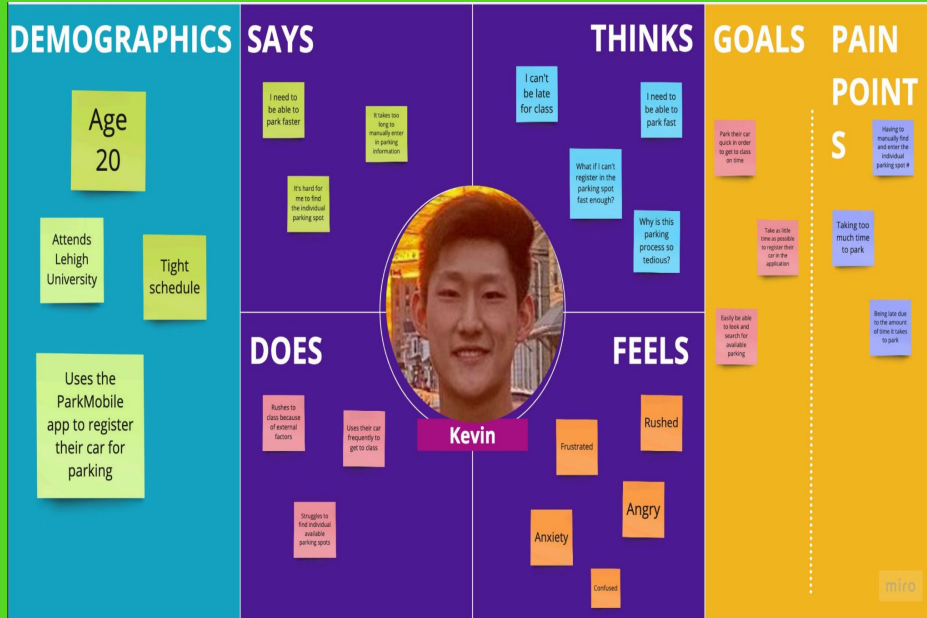 DEMOGRAPHICS
Age
20
Attends
Lehigh
University
Tight
schedule
Uses the
ParkMobile
app to register
their car for
parking
SAYS
I need to
be able to
park faster
It takes too
long to
manually enter
in parking
information
It's hard for
me to find
the individual
parking spot
THINKS
I can't
be late
for class
I need to
be able to
park fast
What if I can't
register in the
parking spot
fast enough?
Why is this
parking
process so
tedious?
Kevin
DOES
Rushes to
class because
of external
factors
Uses their car
frequently to
get to class
Struggles to
find individual
available
parking spots
FEELS
Rushed
Frustrated
Angry
Anxiety
Confused
GOALS
Park their car
quick in order
to get to class
on time
Take as little
time as possible
to register their
car in the
application
Easily be able
to look and
search for
available
parking
PAIN
POINT
S
Having to
manually find
and enter the
individual
parking spot #
Taking too
much time
to park
Being late due
to the amount
of time it takes
to park
miro